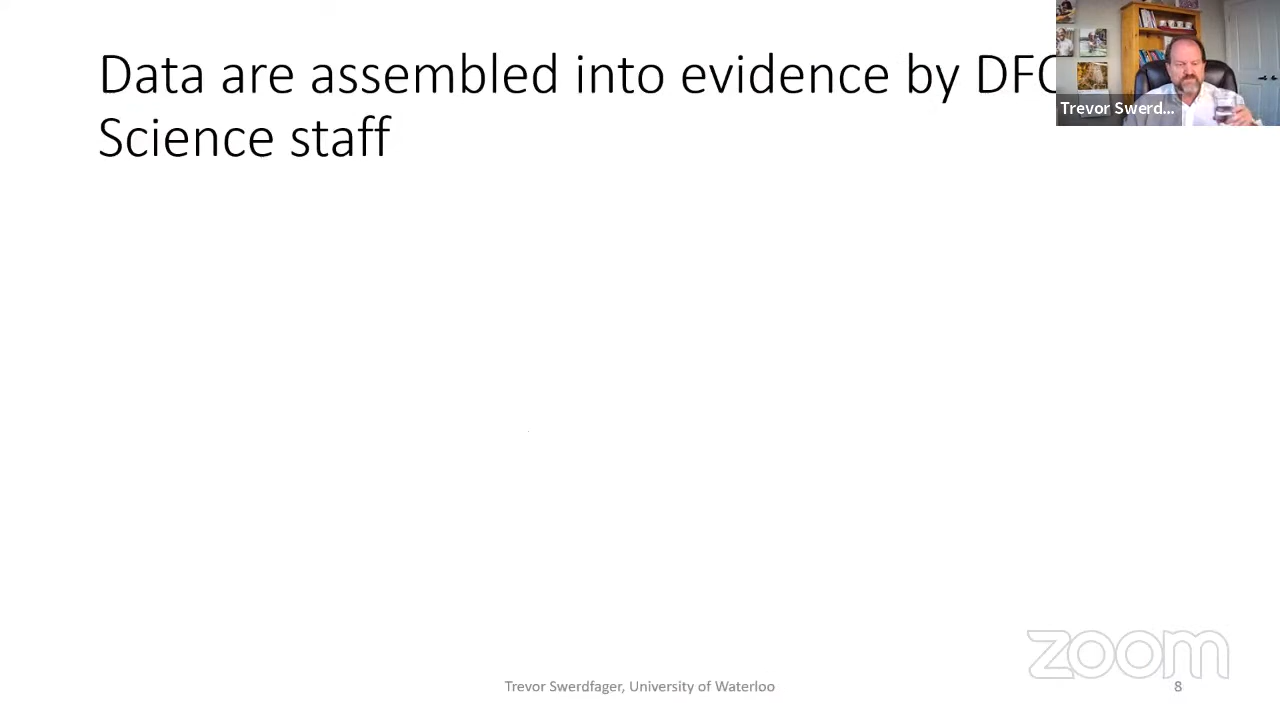 Data are assembled into evidence by DFO
Science staff
Trevor Swerd...
zoom
Trevor Swerdfager, University of Waterloo
8